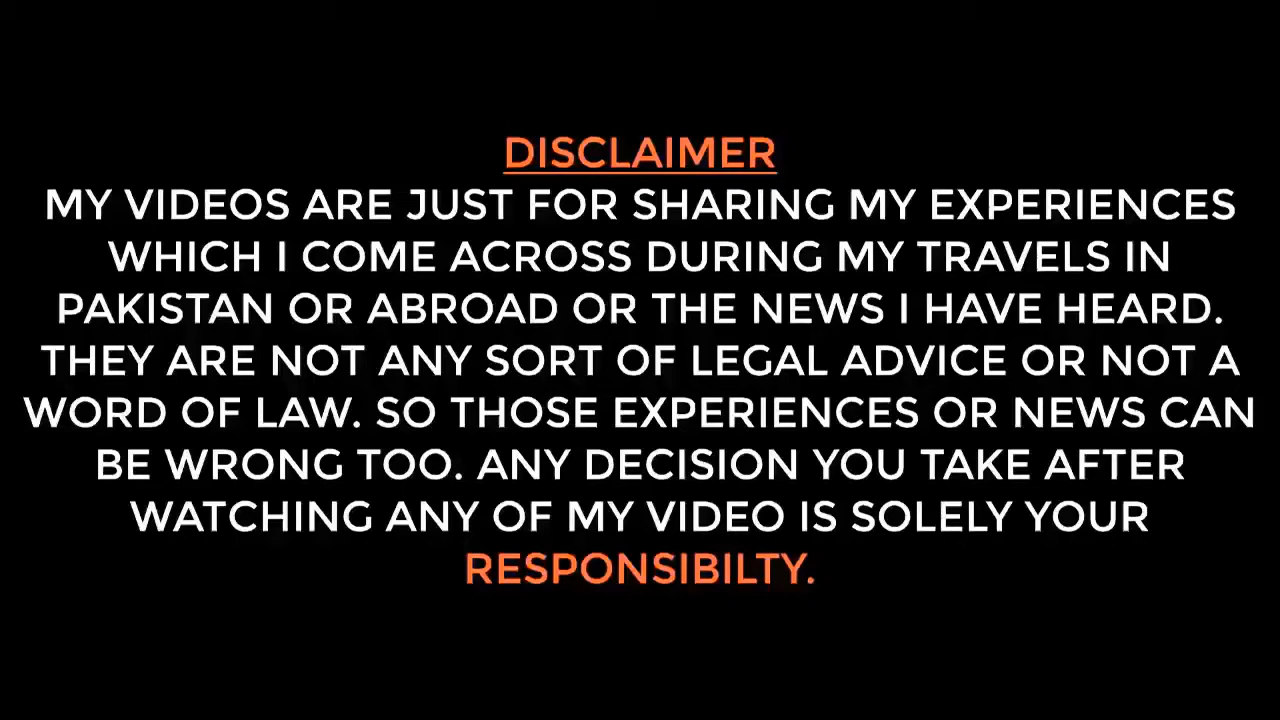 DISCLAIMER
MY VIDEOS ARE JUST FOR SHARING MY EXPERIENCES
WHICH I COME ACROSS DURING MY TRAVELS IN
PAKISTAN OR ABROAD OR THE NEWS I HAVE HEARD.
THEY ARE NOT ANY SORT OF LEGAL ADVICE OR NOT A
WORD OF LAW. SO THOSE EXPERIENCES OR NEWS CAN
BE WRONG TOO. ANY DECISION YOU TAKE AFTER
WATCHING ANY OF MY VIDEO IS SOLELY YOUR
RESPONSIBILTY.